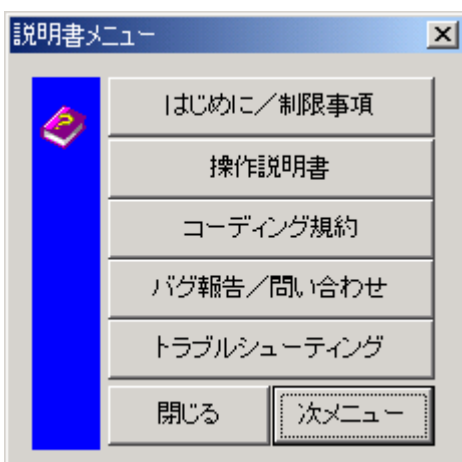 説明書メニュー
はじめに／制限事項
操作説明書
コーディング規約
バグ報告／問い合わせ
トラブルシューティング
閉じる
次メニュー